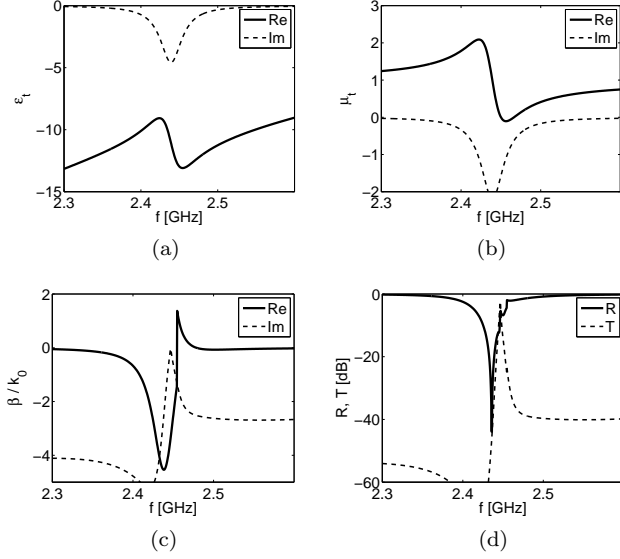 0
−5
−10
−15
ε_t
2.3 2.4 2.5
f [GHz]
Re
Im
(a)
3
2
1
0
−1
−2
μ_t
2.3 2.4 2.5
f [GHz]
Re
Im
(b)
2
0
−2
−4
β / k_0
2.3 2.4 2.5
f [GHz]
Re
Im
(c)
0
−20
−40
−60
R, T [dB]
2.3 2.4 2.5
f [GHz]
R
T
(d)